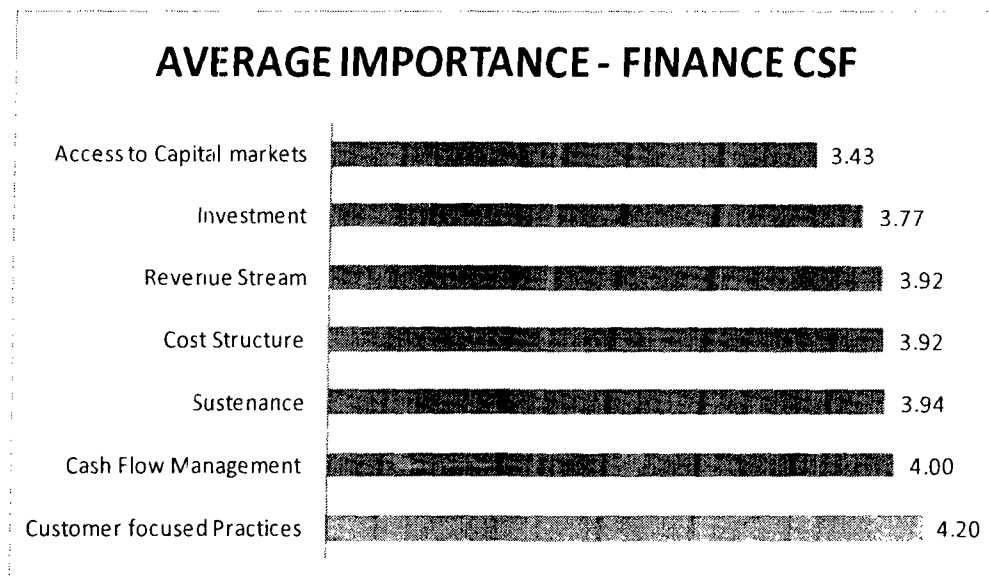 AVERAGE IMPORTANCE - FINANCE CSF
Access to Capital markets 3.43
Investment 3.77
Revenue Stream 3.92
Cost Structure 3.92
Sustenance 3.94
Cash Flow Management 4.00
Customer focused Practices 4.20